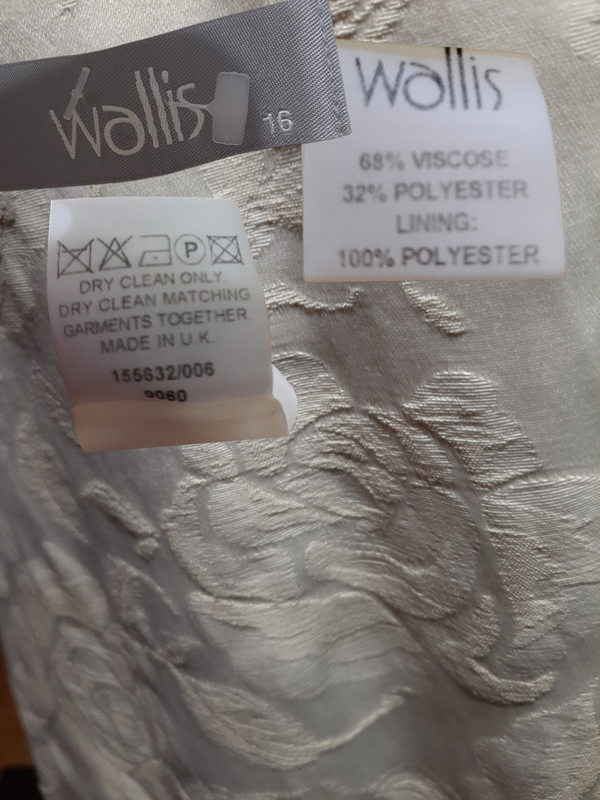 Wallis
16
Wallis
68% VISCOSE
32% POLYESTER
LINING:
100% POLYESTER
P
DRY CLEAN ONLY.
DRY CLEAN MATCHING
GARMENTS TOGETHER.
MADE IN U.K.
155632/006
9060